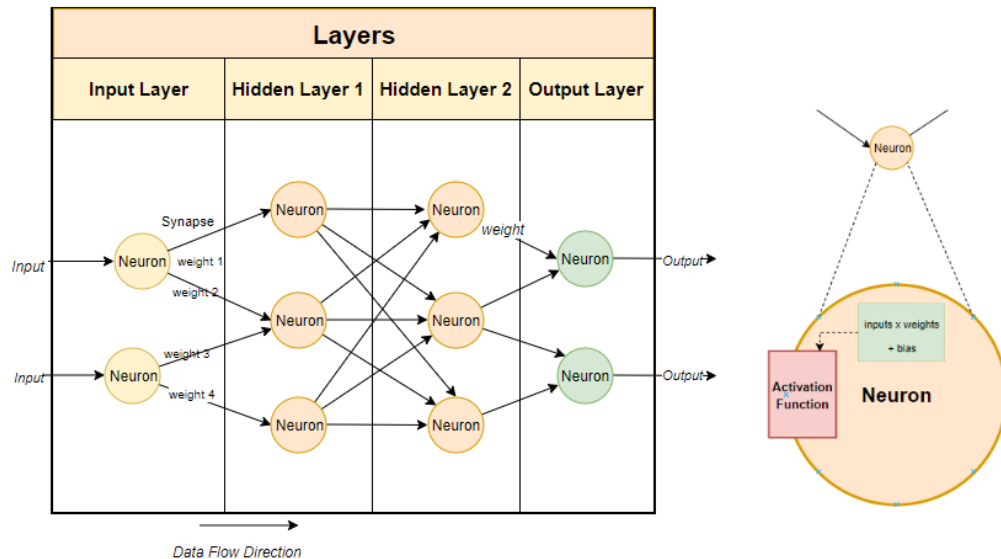 Layers
Input Layer
Hidden Layer 1
Hidden Layer 2
Output Layer
Synapse
weight 1
weight 2
weight 3
weight 4
weight
Input
Input
Neuron
Neuron
Neuron
Neuron
Neuron
Neuron
Neuron
Neuron
Neuron
Neuron
Output
Output
Data Flow Direction
Neuron
inputs x weights
+ bias
Activation
Function
Neuron